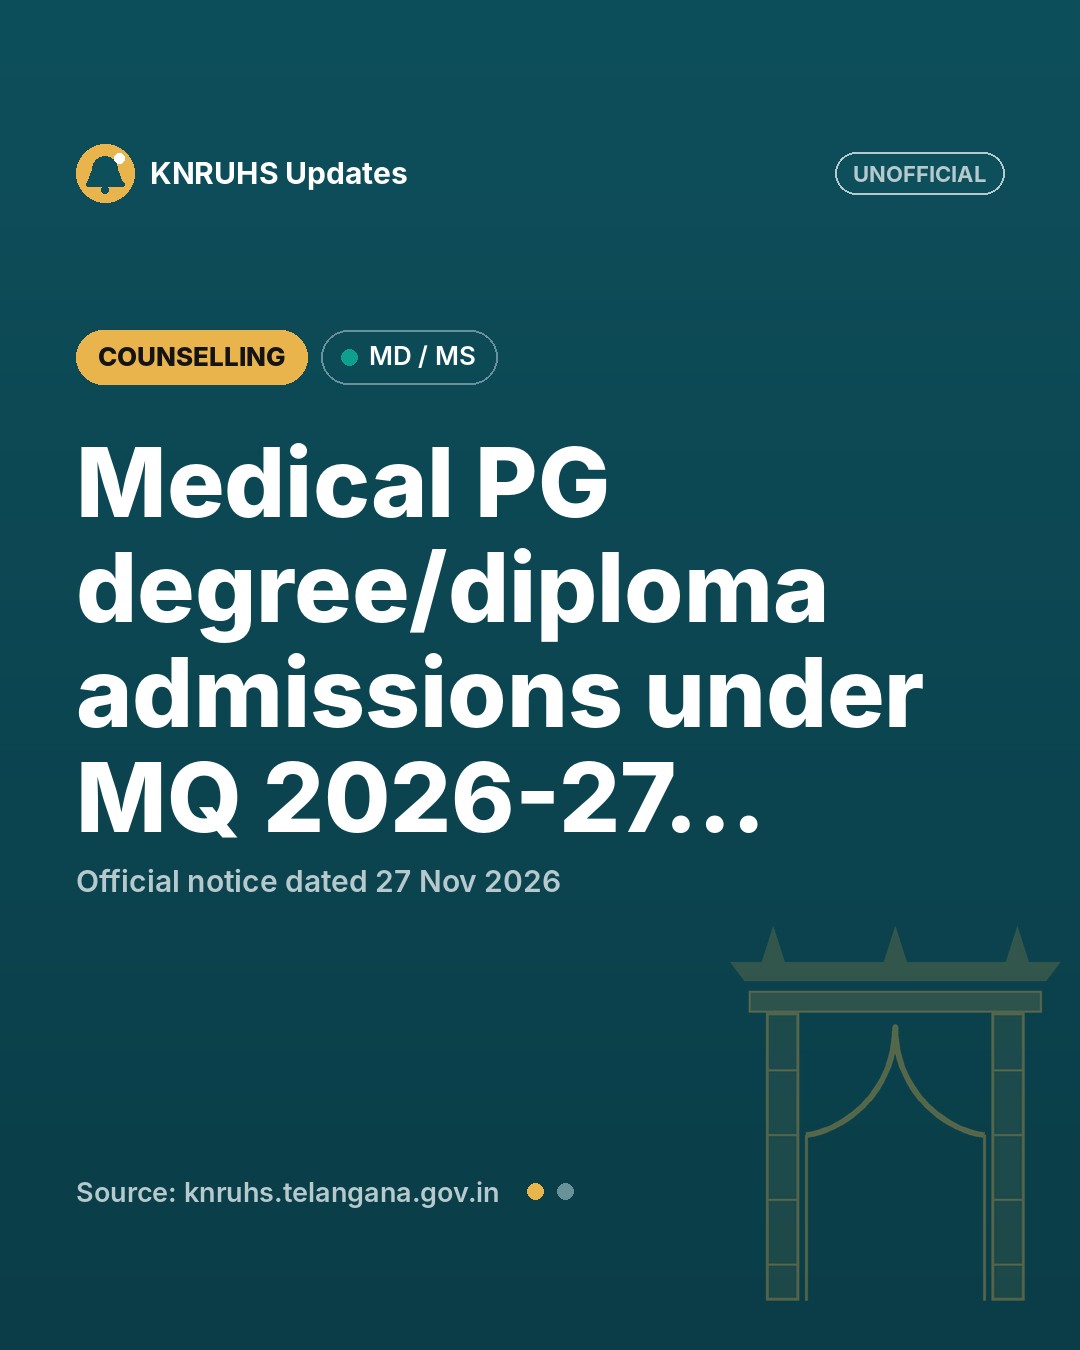 KNRUHS Updates
UNOFFICIAL
COUNSELLING
MD / MS
Medical PG
degree/diploma
admissions under
MQ 2026-27...
Official notice dated 27 Nov 2026
Source: knruhs.telangana.gov.in